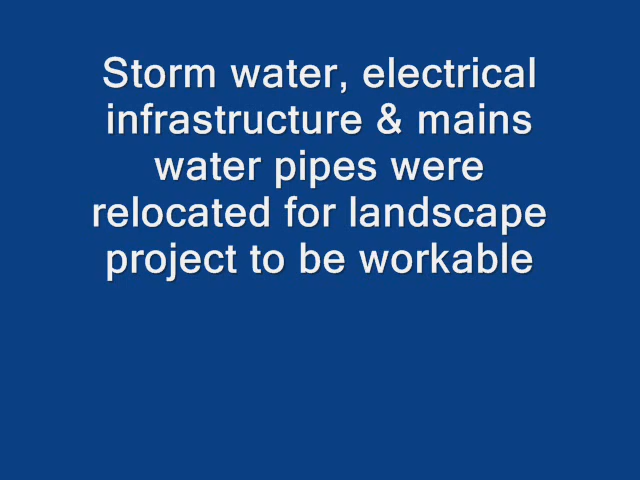 Storm water, electrical
infrastructure & mains
water pipes were
relocated for landscape
project to be workable